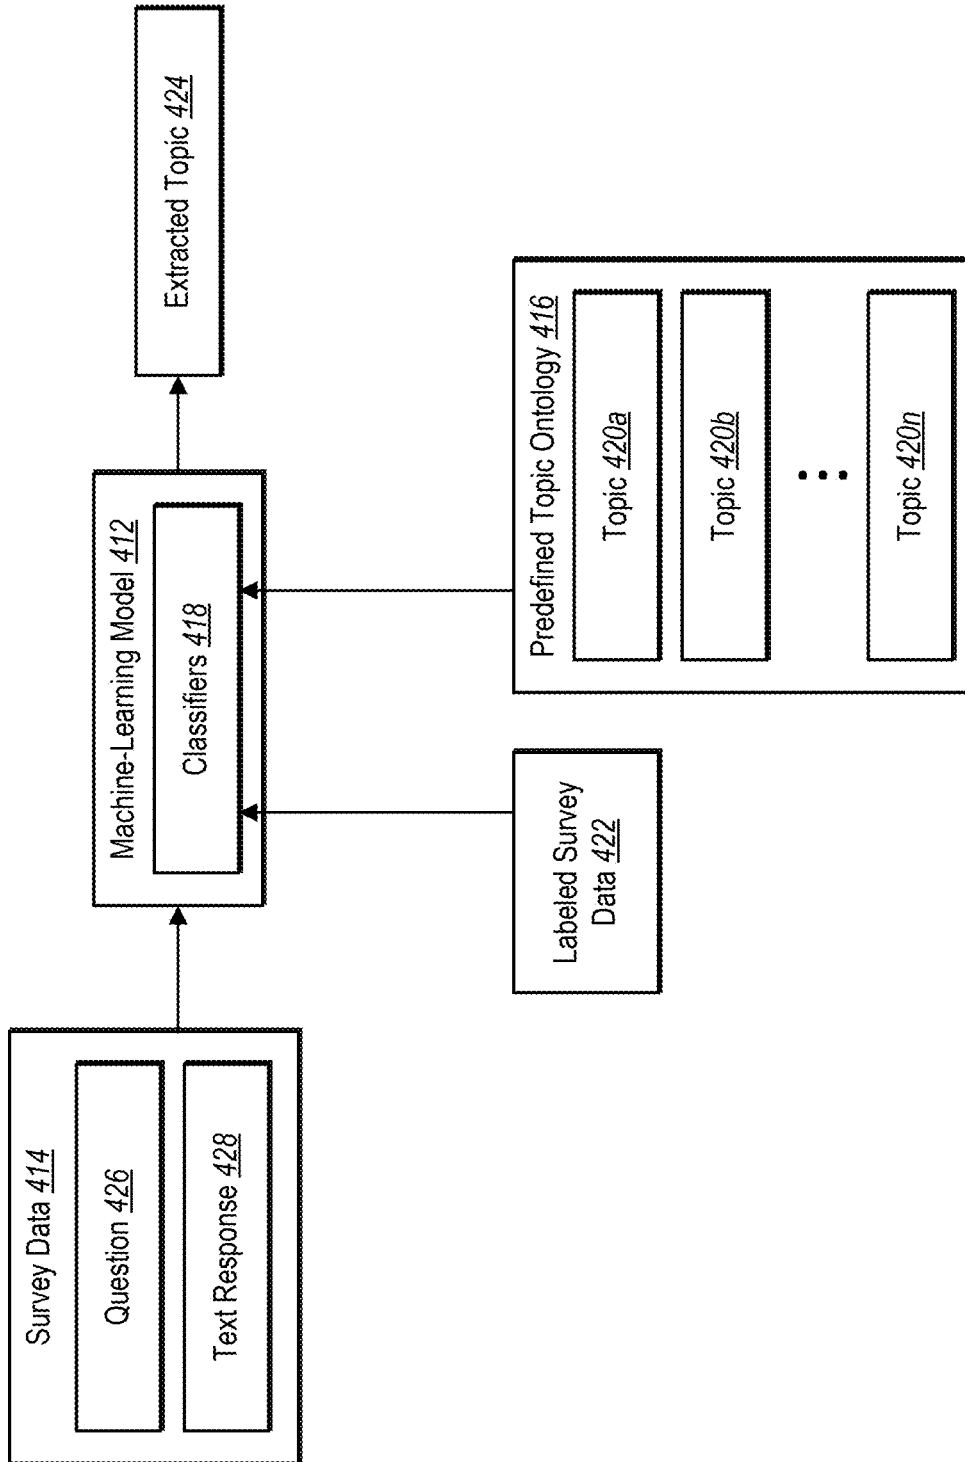 Survey Data 414
Question 426
Text Response 428
Machine-Learning Model 412
Classifiers 418
Extracted Topic 424
Labeled Survey
Data 422
Predefined Topic Ontology 416
Topic 420a
Topic 420b
...
Topic 420n